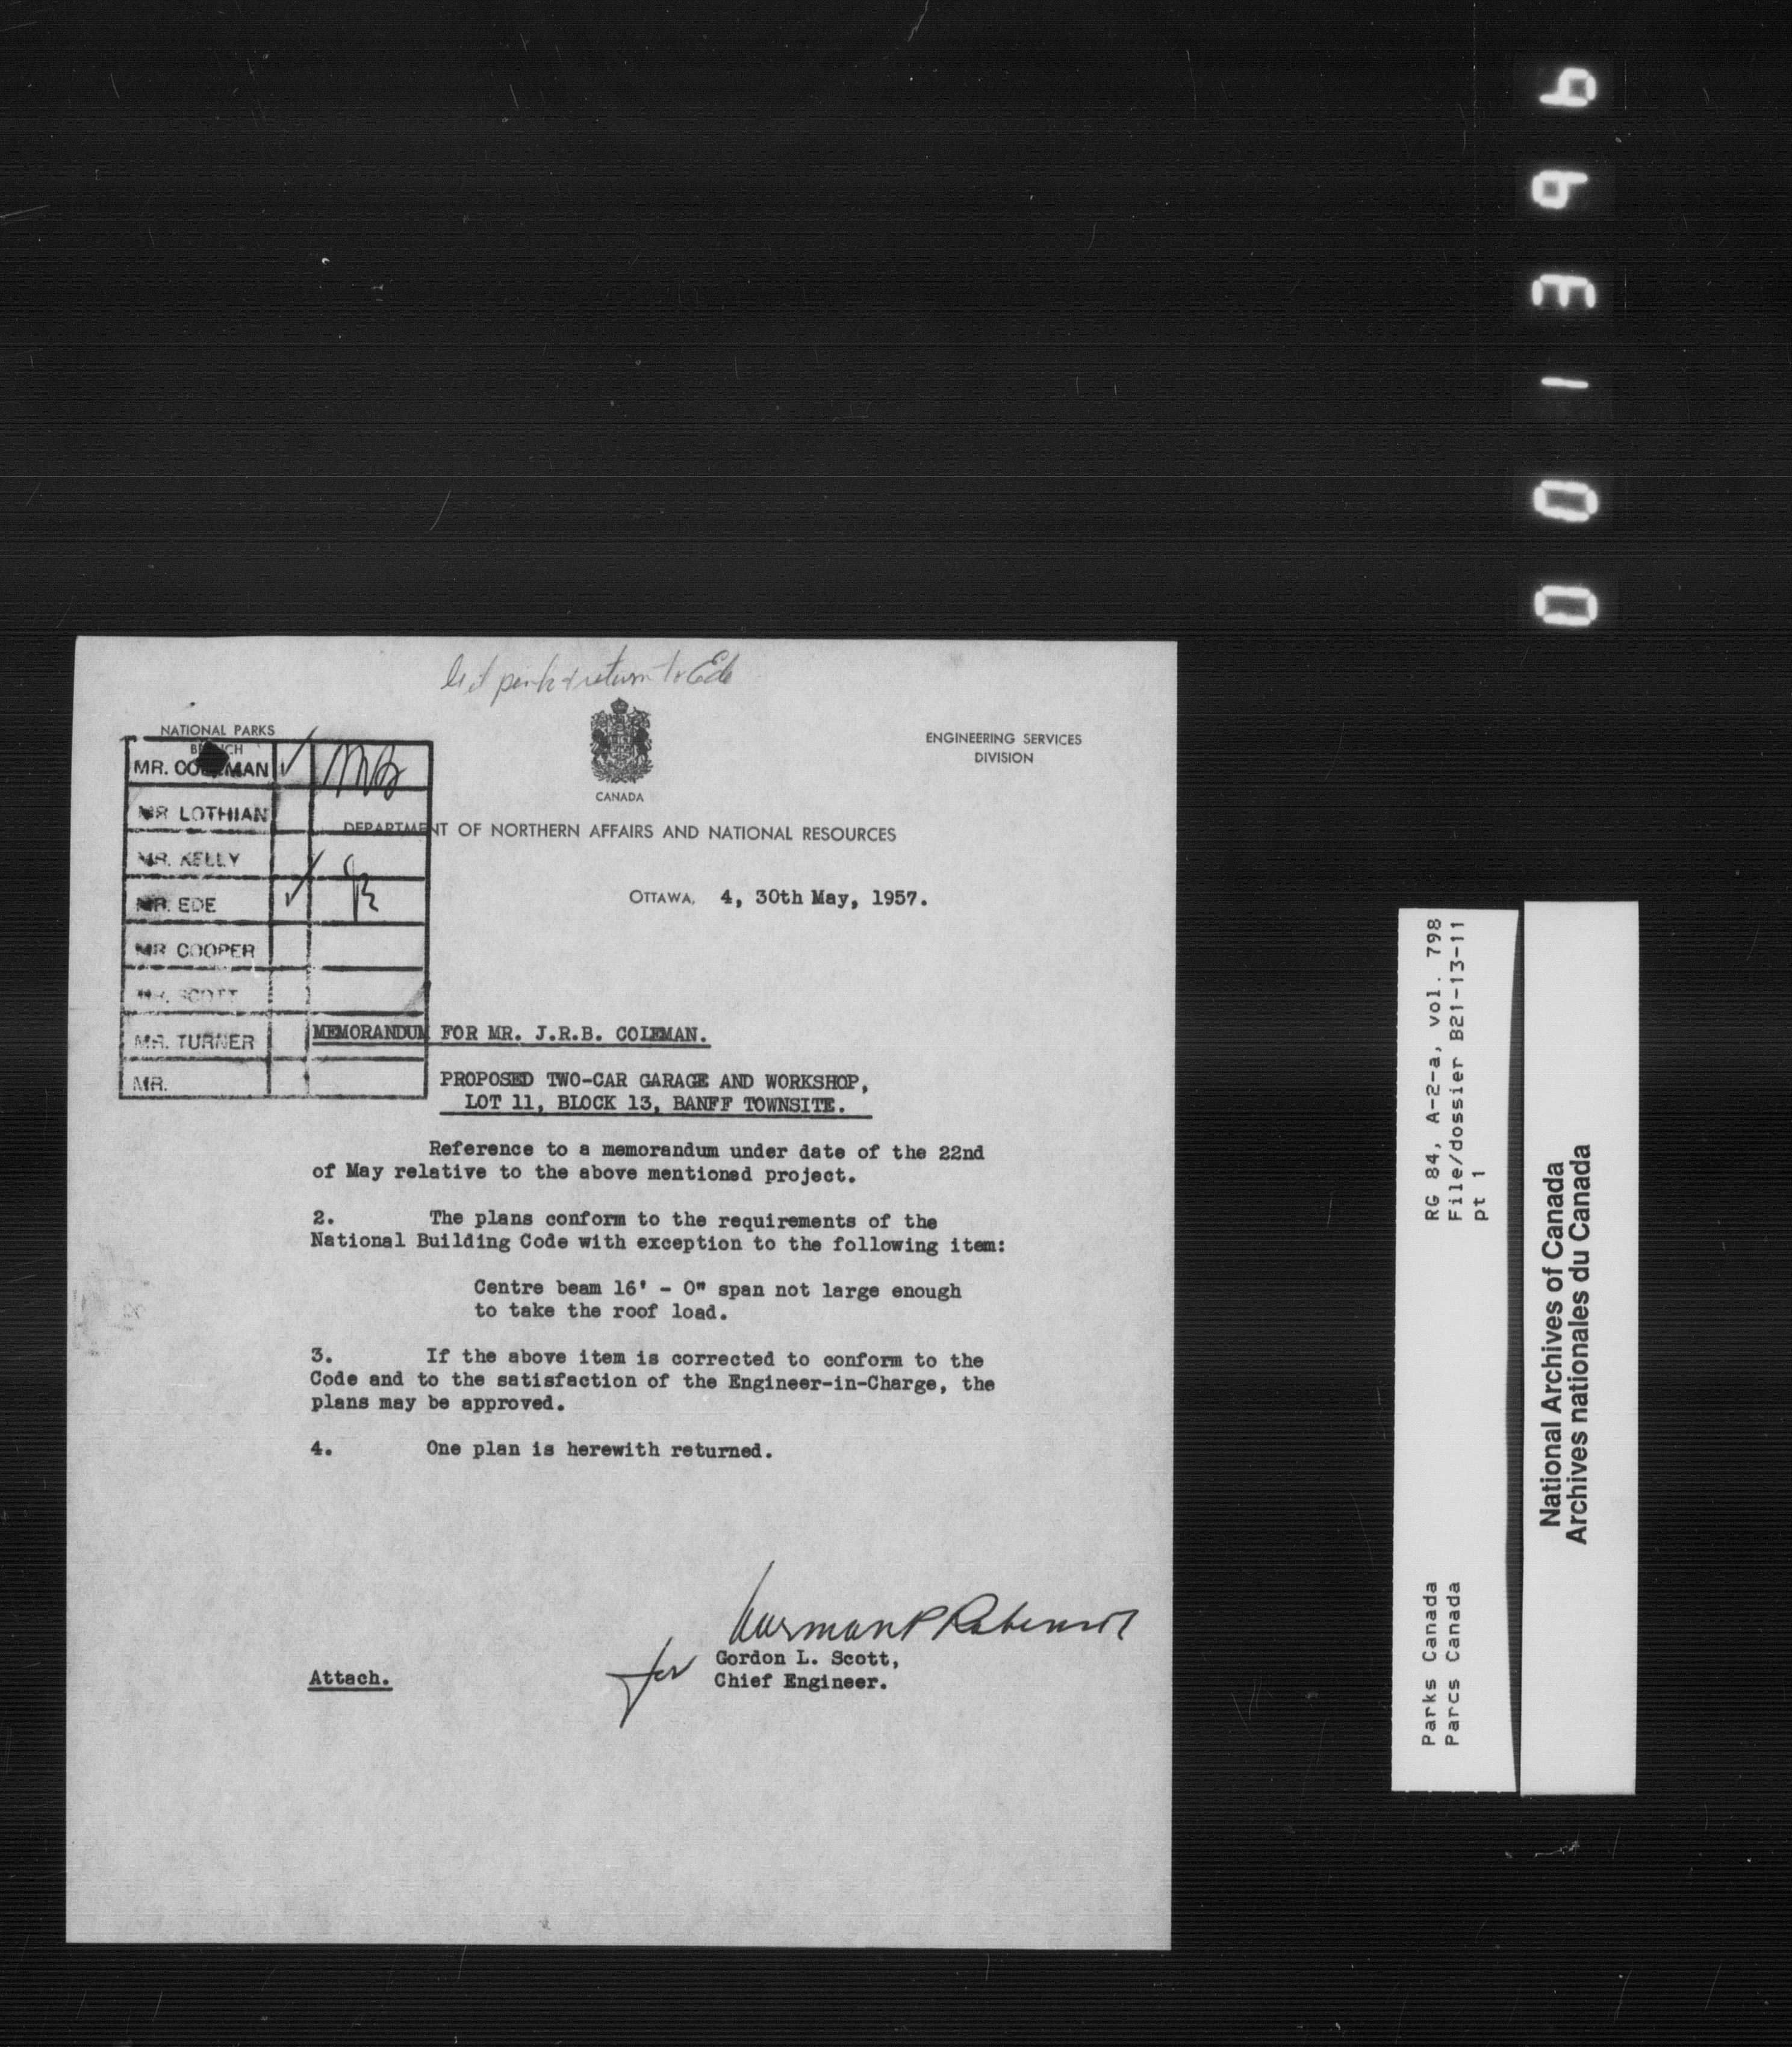 001396
return to Ede
NATIONAL PARKS
BRANCH
CANADA
ENGINEERING SERVICES
DIVISION
DEPARTMENT OF NORTHERN AFFAIRS AND NATIONAL RESOURCES
MR. COLEMAN
MR. LOTHIAN
MR. KELLY
MR. EDE
MR. COOPER
MR. SCOTT
MR. TURNER
MR.
OTTAWA, 4, 30th May, 1957.
MEMORANDUM FOR MR. J.R.B. COLEMAN.
PROPOSED TWO-CAR GARAGE AND WORKSHOP,
LOT 11, BLOCK 13, BANFF TOWNSITE.
Reference to a memorandum under date of the 22nd
of May relative to the above mentioned project.
2. The plans conform to the requirements of the
National Building Code with exception to the following item:
Centre beam 16' - 0" span not large enough
to take the roof load.
3. If the above item is corrected to conform to the
Code and to the satisfaction of the Engineer-in-Charge, the
plans may be approved.
4. One plan is herewith returned.
for
Gordon L. Scott,
Chief Engineer.
Attach.
RG 84, A-2-a, vol. 798
File/dossier B21-13-11
pt 1
Parks Canada
Parcs Canada
National Archives of Canada
Archives nationales du Canada